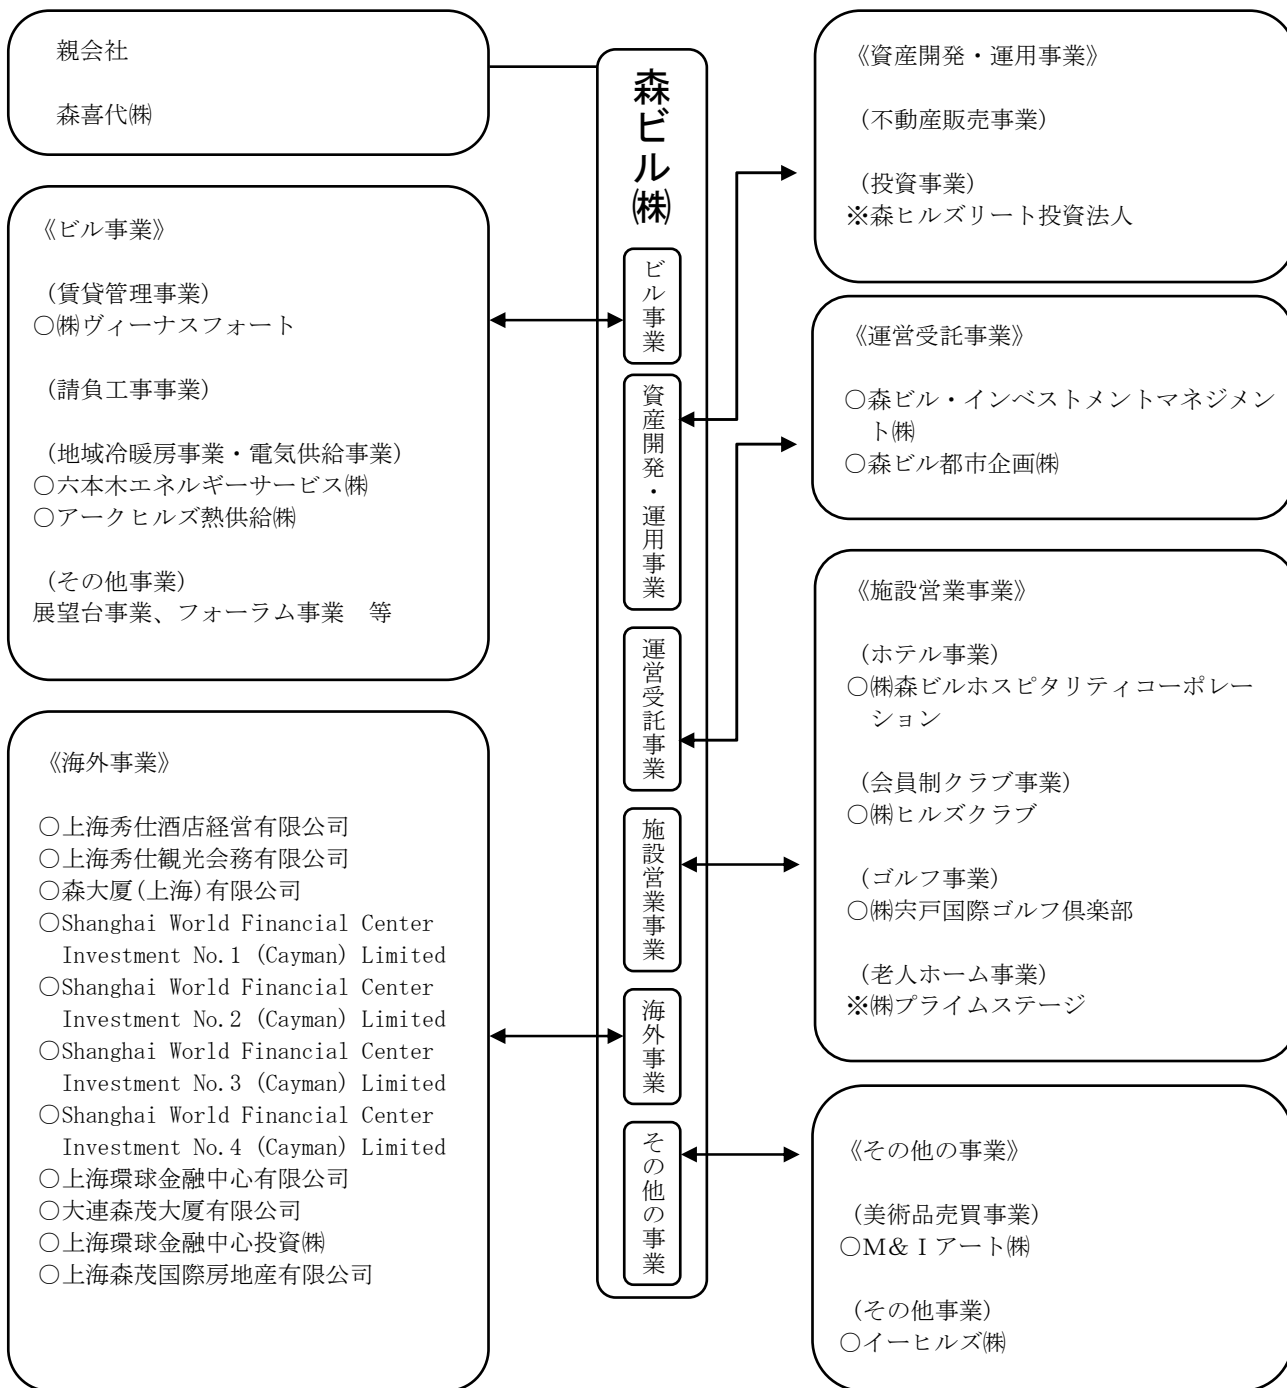 親会社
森喜代㈱
《ビル事業》
(賃貸管理事業)
○㈱ヴィーナスフォート
(請負工事事業)
(地域冷暖房事業・電気供給事業)
○六本木エネルギーサービス㈱
○アークヒルズ熱供給㈱
(その他事業)
展望台事業、フォーラム事業　等
《海外事業》
○上海秀仕酒店経営有限公司
○上海秀仕観光会務有限公司
○森大厦(上海)有限公司
○Shanghai World Financial Center
Investment No.1 (Cayman) Limited
○Shanghai World Financial Center
Investment No.2 (Cayman) Limited
○Shanghai World Financial Center
Investment No.3 (Cayman) Limited
○Shanghai World Financial Center
Investment No.4 (Cayman) Limited
○上海環球金融中心有限公司
○大連森茂大厦有限公司
○上海環球金融中心投資㈱
○上海森茂国際房地産有限公司
森ビル㈱
ビル事業
資産開発・運用事業
運営受託事業
施設営業事業
海外事業
その他の事業
《資産開発・運用事業》
(不動産販売事業)
(投資事業)
※森ヒルズリート投資法人
《運営受託事業》
○森ビル・インベストメントマネジメン
ト㈱
○森ビル都市企画㈱
《施設営業事業》
(ホテル事業)
○㈱森ビルホスピタリティコーポレー
ション
(会員制クラブ事業)
○㈱ヒルズクラブ
(ゴルフ事業)
○㈱宍戸国際ゴルフ倶楽部
(老人ホーム事業)
※㈱プライムステージ
《その他の事業》
(美術品売買事業)
○M&Iアート㈱
(その他事業)
○イーヒルズ㈱